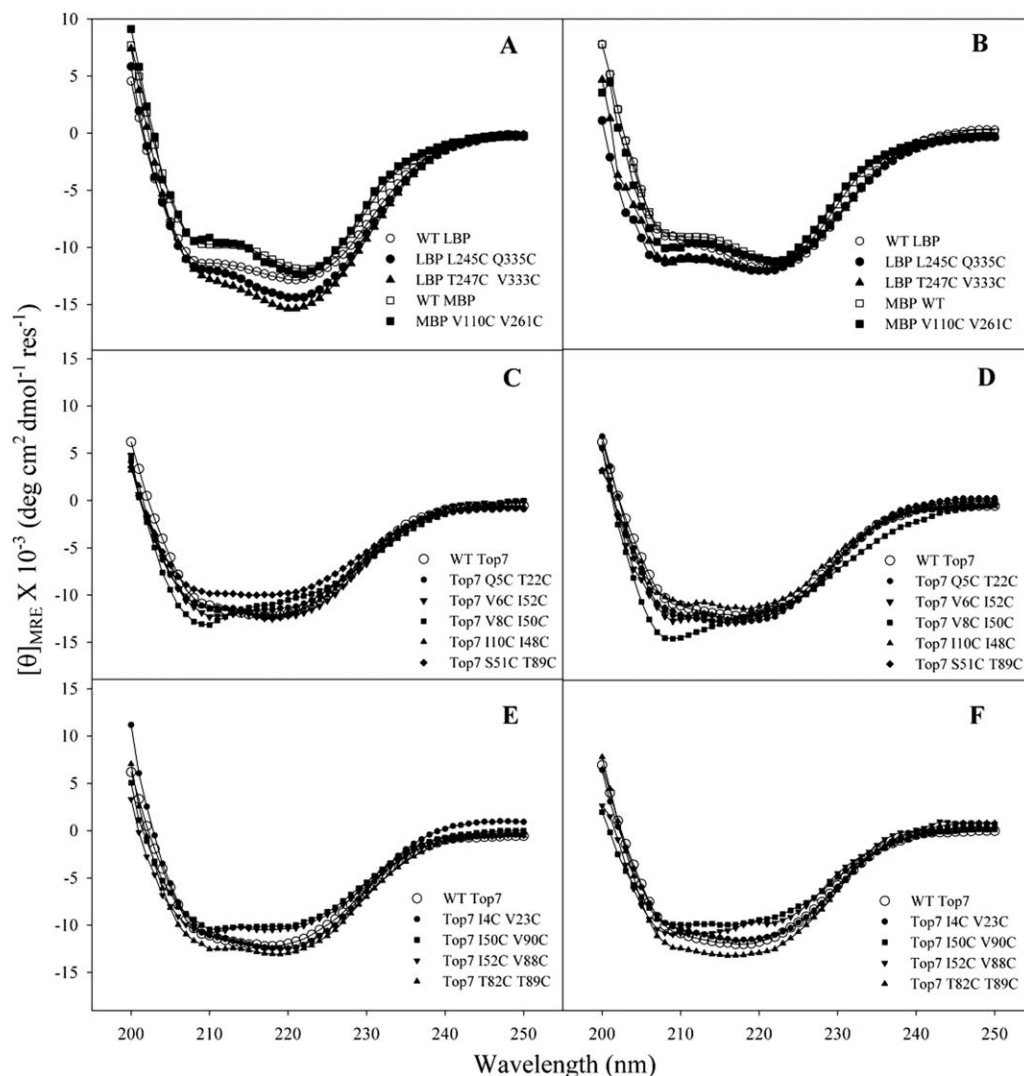 10
5
0
-5
-10
-15
A
WT LBP
LBP L245C Q335C
LBP T247C V333C
WT MBP
MBP V110C V261C
B
WT LBP
LBP L245C Q335C
LBP T247C V333C
MBP WT
MBP V110C V261C
[θ]MRE X 10⁻³ (deg cm² dmol⁻¹ res⁻¹)
15
10
5
0
-5
-10
-15
C
WT Top7
Top7 Q5C T22C
Top7 V6C I52C
Top7 V8C I50C
Top7 I10C I48C
Top7 S51C T89C
D
WT Top7
Top7 Q5C T22C
Top7 V6C I52C
Top7 V8C I50C
Top7 I10C I48C
Top7 S51C T89C
10
5
0
-5
-10
-15
E
WT Top7
Top7 I4C V23C
Top7 I50C V90C
Top7 I52C V88C
Top7 T82C T89C
F
WT Top7
Top7 I4C V23C
Top7 I50C V90C
Top7 I52C V88C
Top7 T82C T89C
200 210 220 230 240 250
200 210 220 230 240 250
Wavelength (nm)